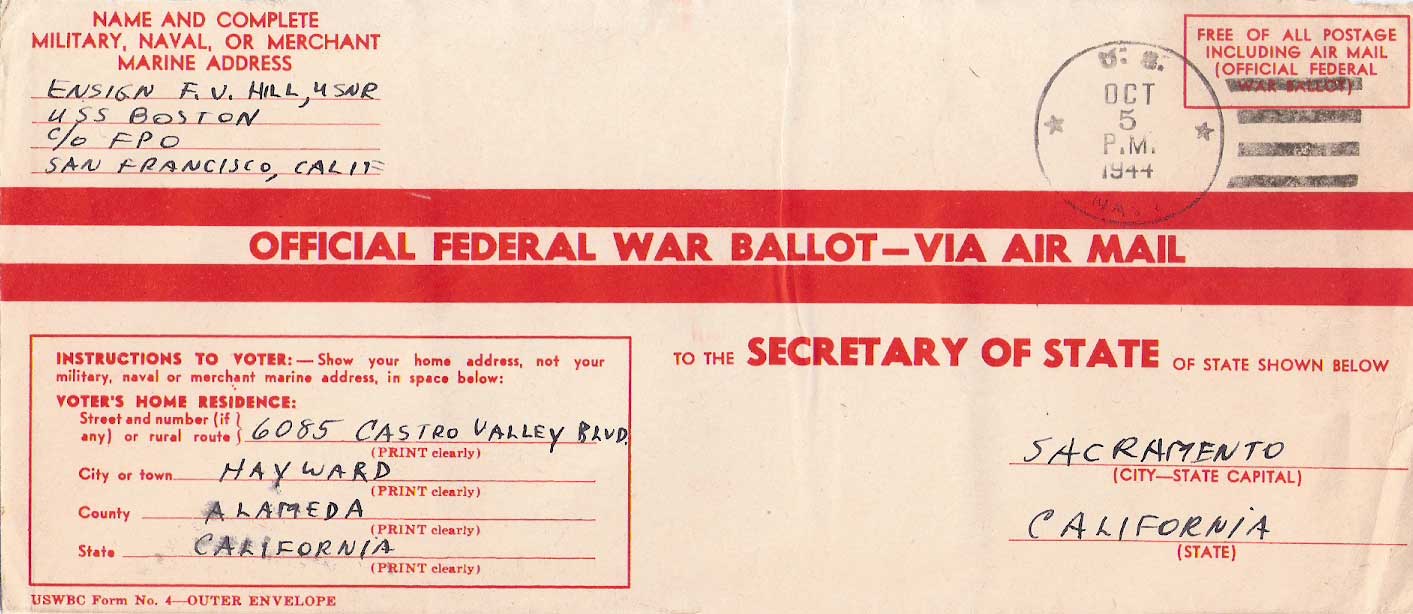 NAME AND COMPLETE
MILITARY, NAVAL, OR MERCHANT
MARINE ADDRESS
ENSIGN F. V. HILL, USNR
USS BOSTON
C/O FPO
SAN FRANCISCO, CALIF
FREE OF ALL POSTAGE
INCLUDING AIR MAIL
(OFFICIAL FEDERAL
WAR BALLOT)
OCT
5
P.M.
1944
OFFICIAL FEDERAL WAR BALLOT—VIA AIR MAIL
INSTRUCTIONS TO VOTER:—Show your home address, not your
military, naval or merchant marine address, in space below:
VOTER'S HOME RESIDENCE:
Street and number (if
any) or rural route } 6085 CASTRO VALLEY BLVD.
(PRINT clearly)
City or town HAYWARD
(PRINT clearly)
County ALAMEDA
(PRINT clearly)
State CALIFORNIA
(PRINT clearly)
USWBC Form No. 4—OUTER ENVELOPE
TO THE SECRETARY OF STATE OF STATE SHOWN BELOW
SACRAMENTO
(CITY—STATE CAPITAL)
CALIFORNIA
(STATE)